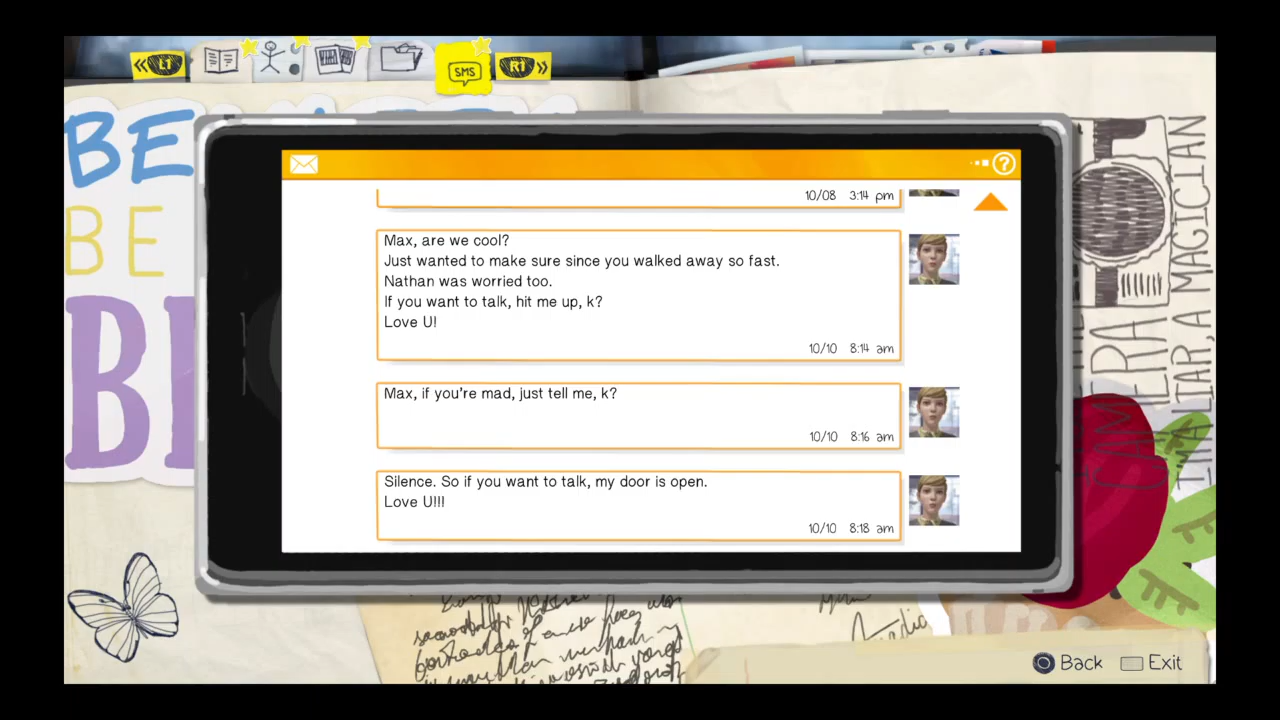 LT
SMS
R1
BE
BE
10/08 3:14 pm
Max, are we cool?
Just wanted to make sure since you walked away so fast.
Nathan was worried too.
If you want to talk, hit me up, k?
Love U!
10/10 8:14 am
Max, if you're mad, just tell me, k?
10/10 8:16 am
Silence. So if you want to talk, my door is open.
Love U!!!
10/10 8:18 am
CAMERA
LIAR, A MAGICIAN
Back
Exit